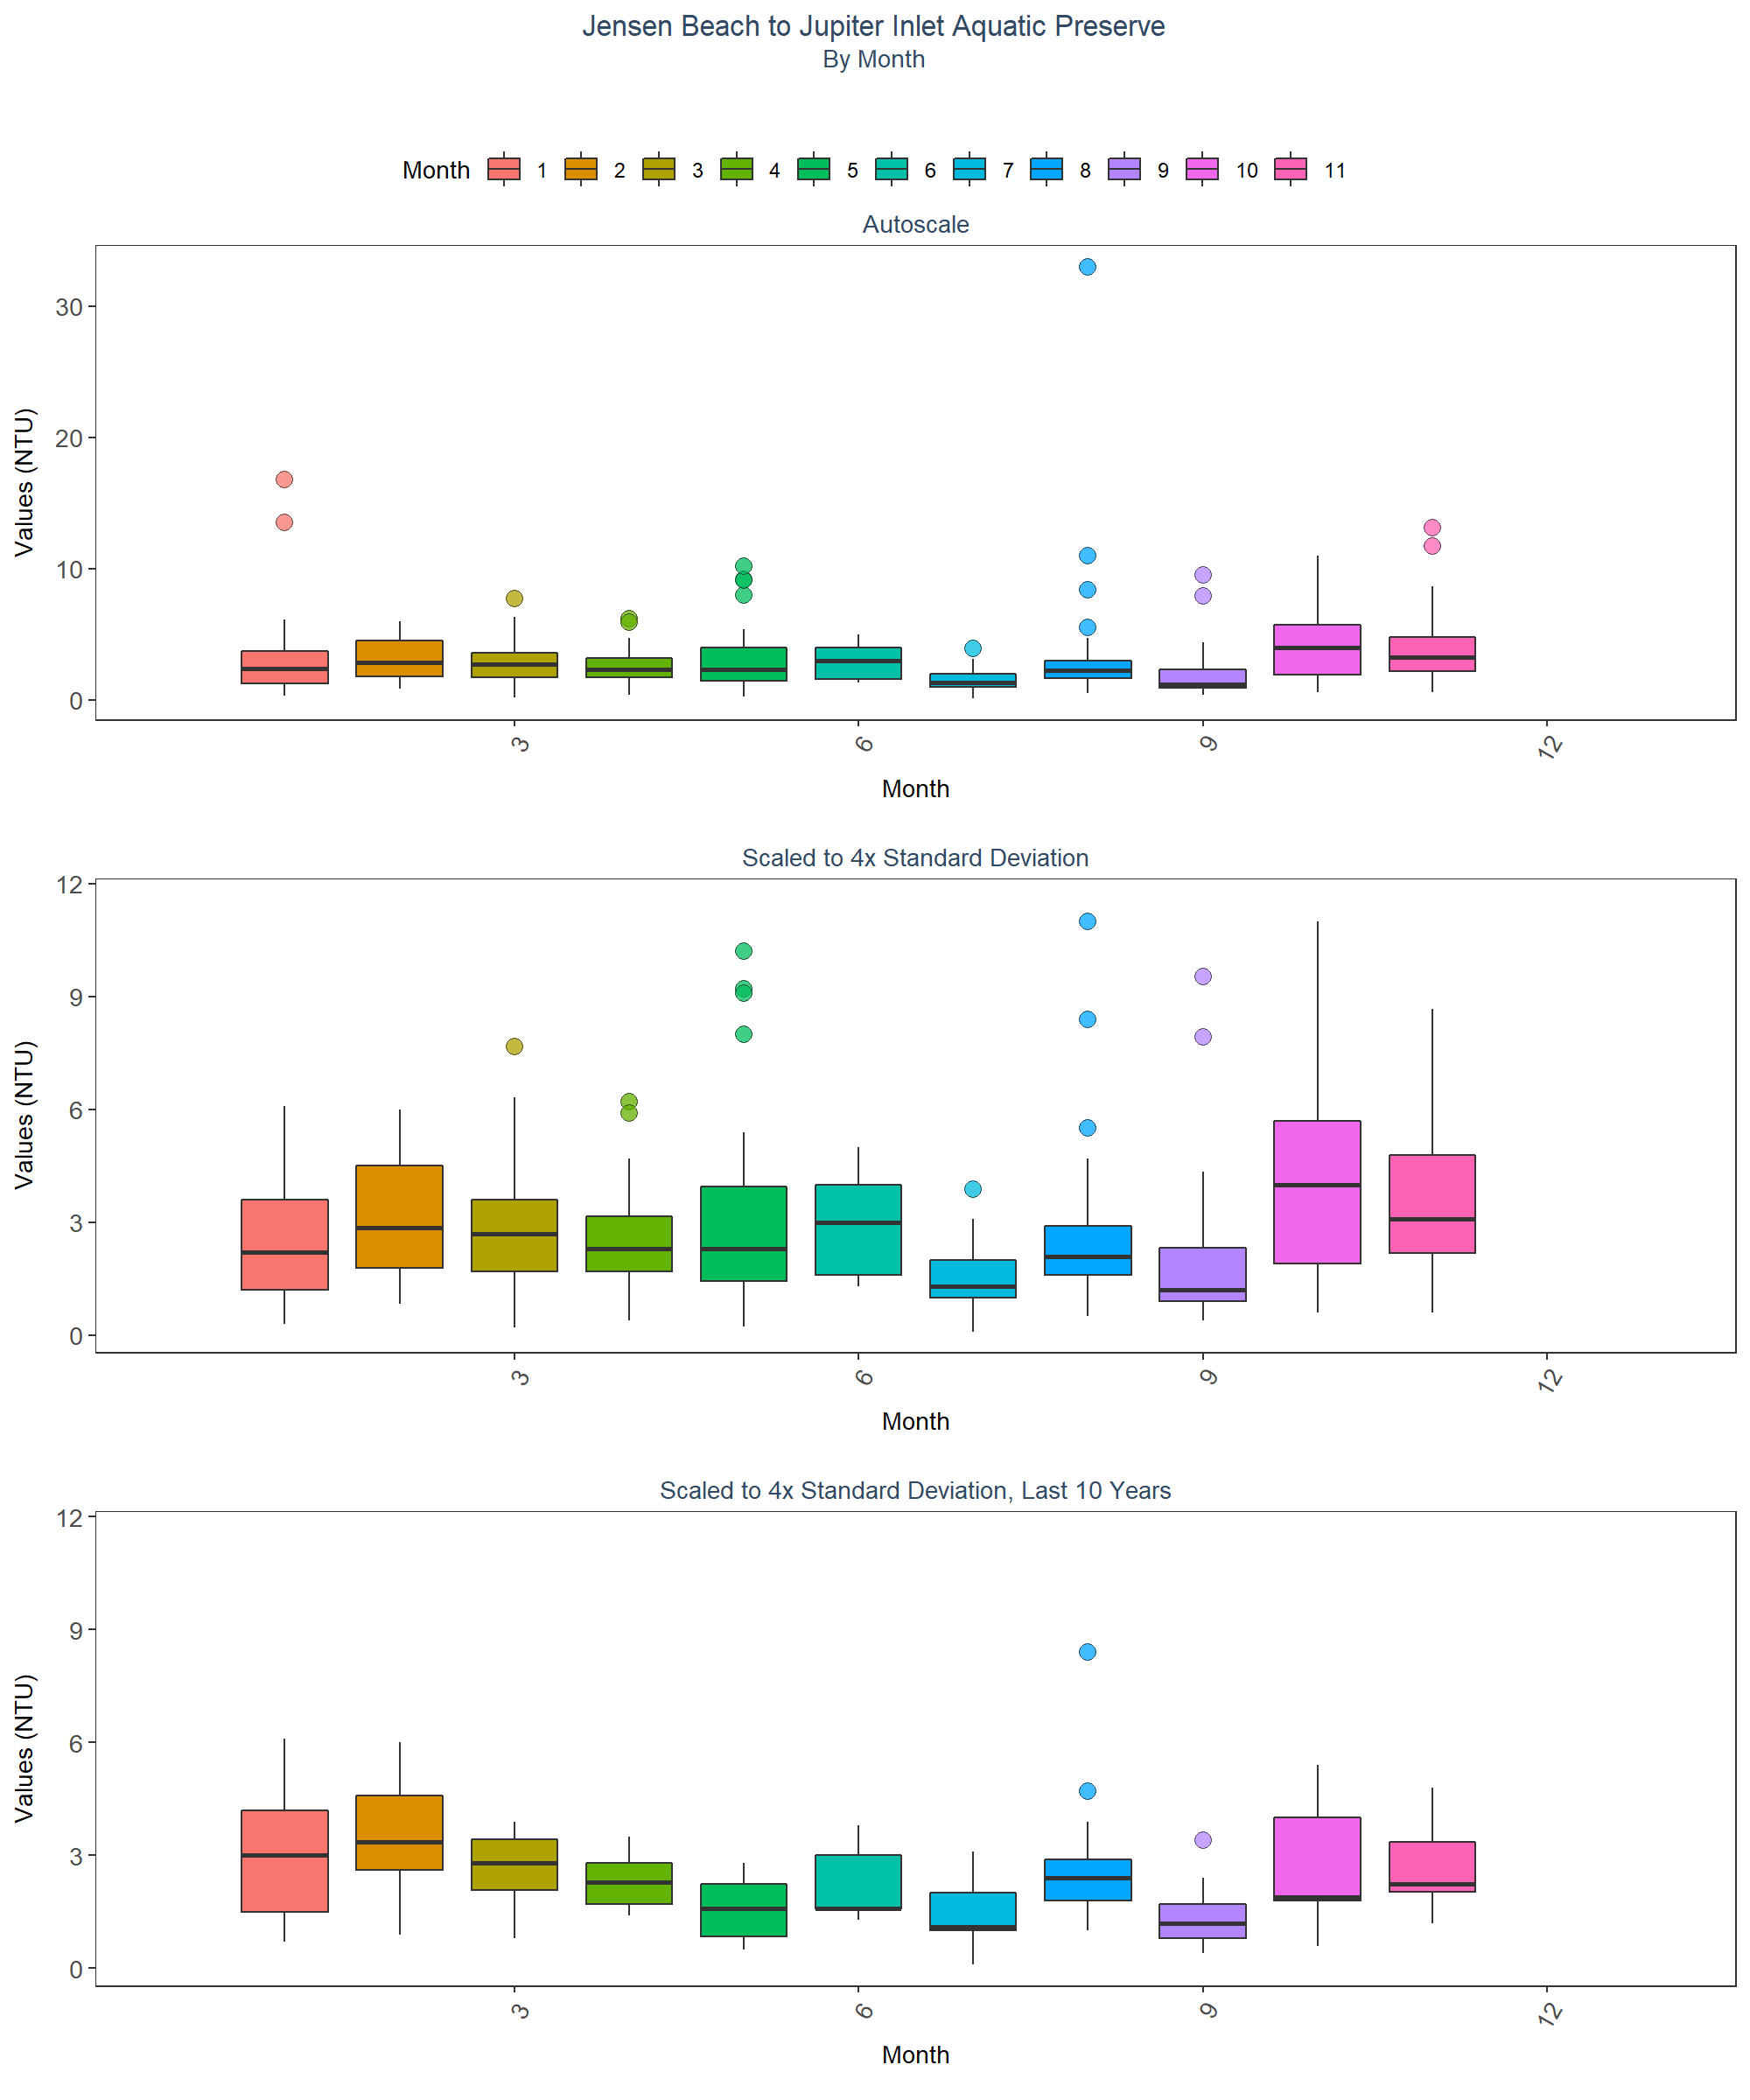 Jensen Beach to Jupiter Inlet Aquatic Preserve
By Month
Month 1 2 3 4 5 6 7 8 9 10 11
Autoscale
Values (NTU)
30
20
10
0
3 6 9 12
Month
Scaled to 4x Standard Deviation
Values (NTU)
12
9
6
3
0
3 6 9 12
Month
Scaled to 4x Standard Deviation, Last 10 Years
Values (NTU)
12
9
6
3
0
3 6 9 12
Month